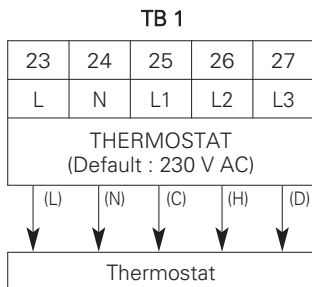 TB 1
23 24 25 26 27
L N L1 L2 L3
THERMOSTAT
(Default : 230 V AC)
(L) (N) (C) (H) (D)
Thermostat